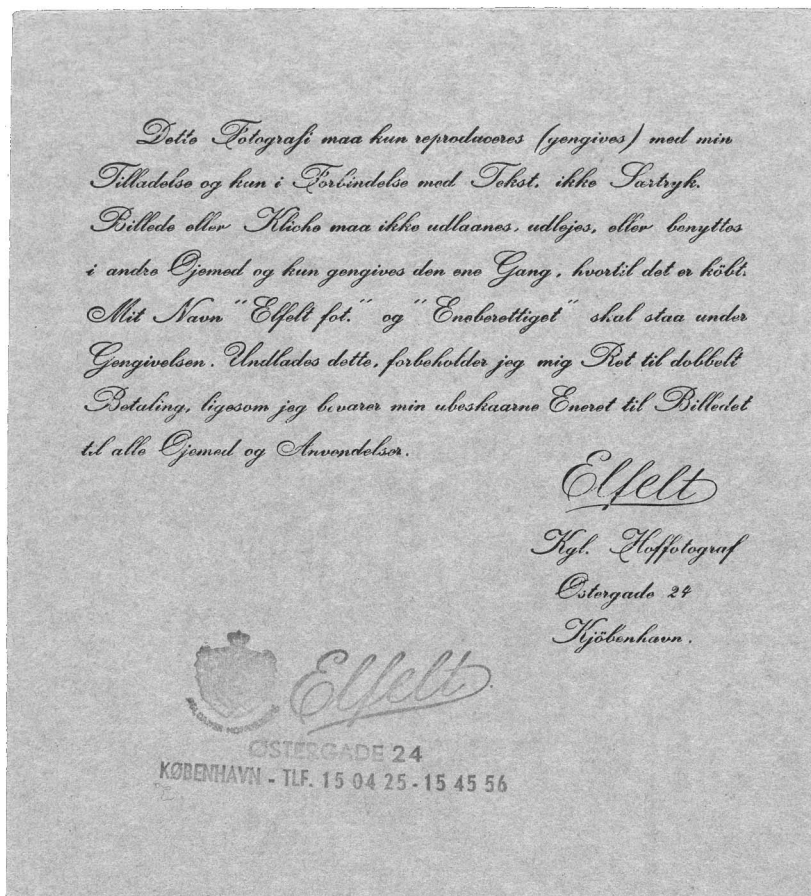 Dette Fotografi maa kun reproduceres (gengives) med min
Tilladelse og kun i Forbindelse med Tekst, ikke Særtryk.
Billede eller Kliche maa ikke udlaanes, udlejes, eller benyttes
i andre Öjemed og kun gengives den ene Gang, hvortil det er köbt.
Mit Navn "Elfelt fot." og "Eneberettiget" skal staa under
Gengivelsen. Undlades dette, forbeholder jeg mig Ret til dobbelt
Betaling, ligesom jeg bevarer min ubeskaarne Eneret til Billedet
til alle Öjemed og Anvendelser.
Elfelt
Kgl. Hoffotograf
Östergade 24
Kjöbenhavn.
Elfelt
ØSTERGADE 24
KØBENHAVN - TLF. 15 04 25 - 15 45 56